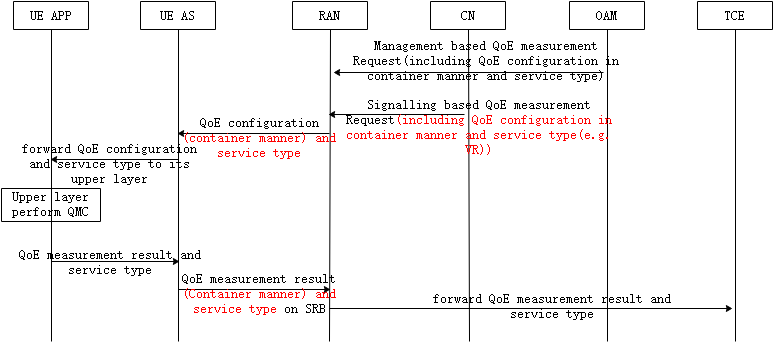 UE APP
UE AS
RAN
CN
OAM
TCE
Management based QoE measurement
Request(including QoE configuration in
container manner and service type)
Signalling based QoE measurement
Request(including QoE configuration in
container manner and service type(e.g.
VR))
QoE configuration
(container manner) and
service type
forward QoE configuration
and service type to its
upper layer
Upper layer
perform QMC
QoE measurement result and
service type
QoE measurement result
(Container manner) and
service type on SRB
forward QoE measurement result and
service type